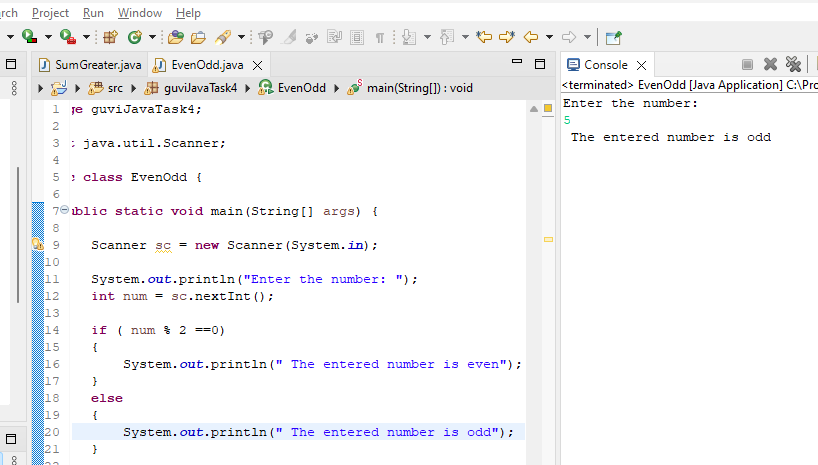 rch Project Run Window Help
SumGreater.java EvenOdd.java
src guviJavaTask4 EvenOdd main(String[]) : void
1 ge guviJavaTask4;
2
3 t java.util.Scanner;
4
5 c class EvenOdd {
6
7 ublic static void main(String[] args) {
8
9 Scanner sc = new Scanner(System.in);
10
11 System.out.println("Enter the number: ");
12 int num = sc.nextInt();
13
14 if ( num % 2 ==0)
15 {
16 System.out.println(" The entered number is even");
17 }
18 else
19 {
20 System.out.println(" The entered number is odd");
21 }
Console
<terminated> EvenOdd [Java Application] C:\Pro
Enter the number:
5
The entered number is odd